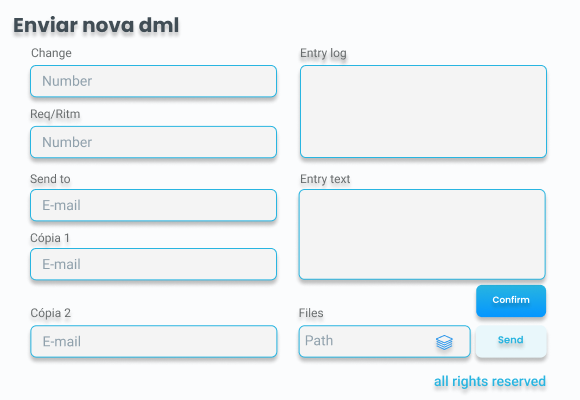 Enviar nova dml
Change
Number
Req/Ritm
Number
Send to
E-mail
Cópia 1
E-mail
Cópia 2
E-mail
Entry log
Entry text
Confirm
Files
Path
Send
all rights reserved